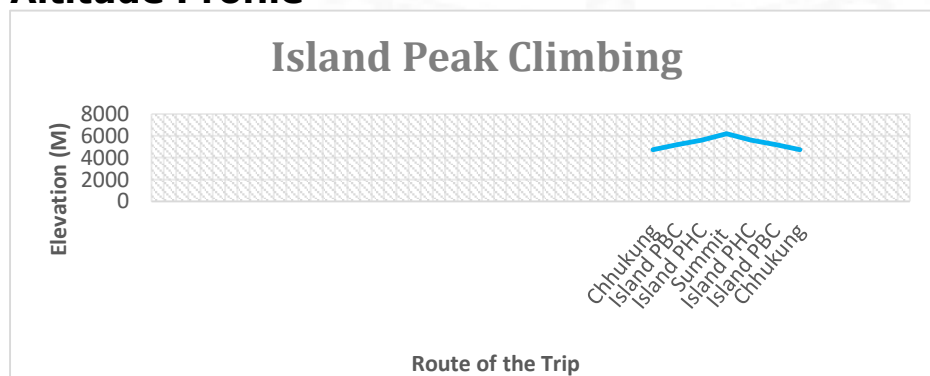 Altitude Profile
Island Peak Climbing
Elevation (M)
8000
6000
4000
2000
0
Chhukung
Island PBC
Island PHC
Summit
Island PHC
Island PBC
Chhukung
Route of the Trip